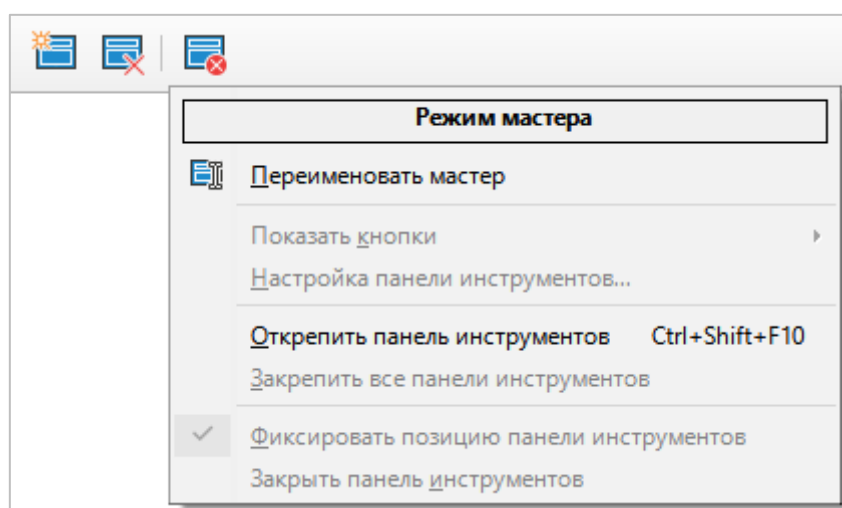 Режим мастера
Переименовать мастер
Показать кнопки
Настройка панели инструментов...
Открепить панель инструментов Ctrl+Shift+F10
Закрепить все панели инструментов
Фиксировать позицию панели инструментов
Закрыть панель инструментов